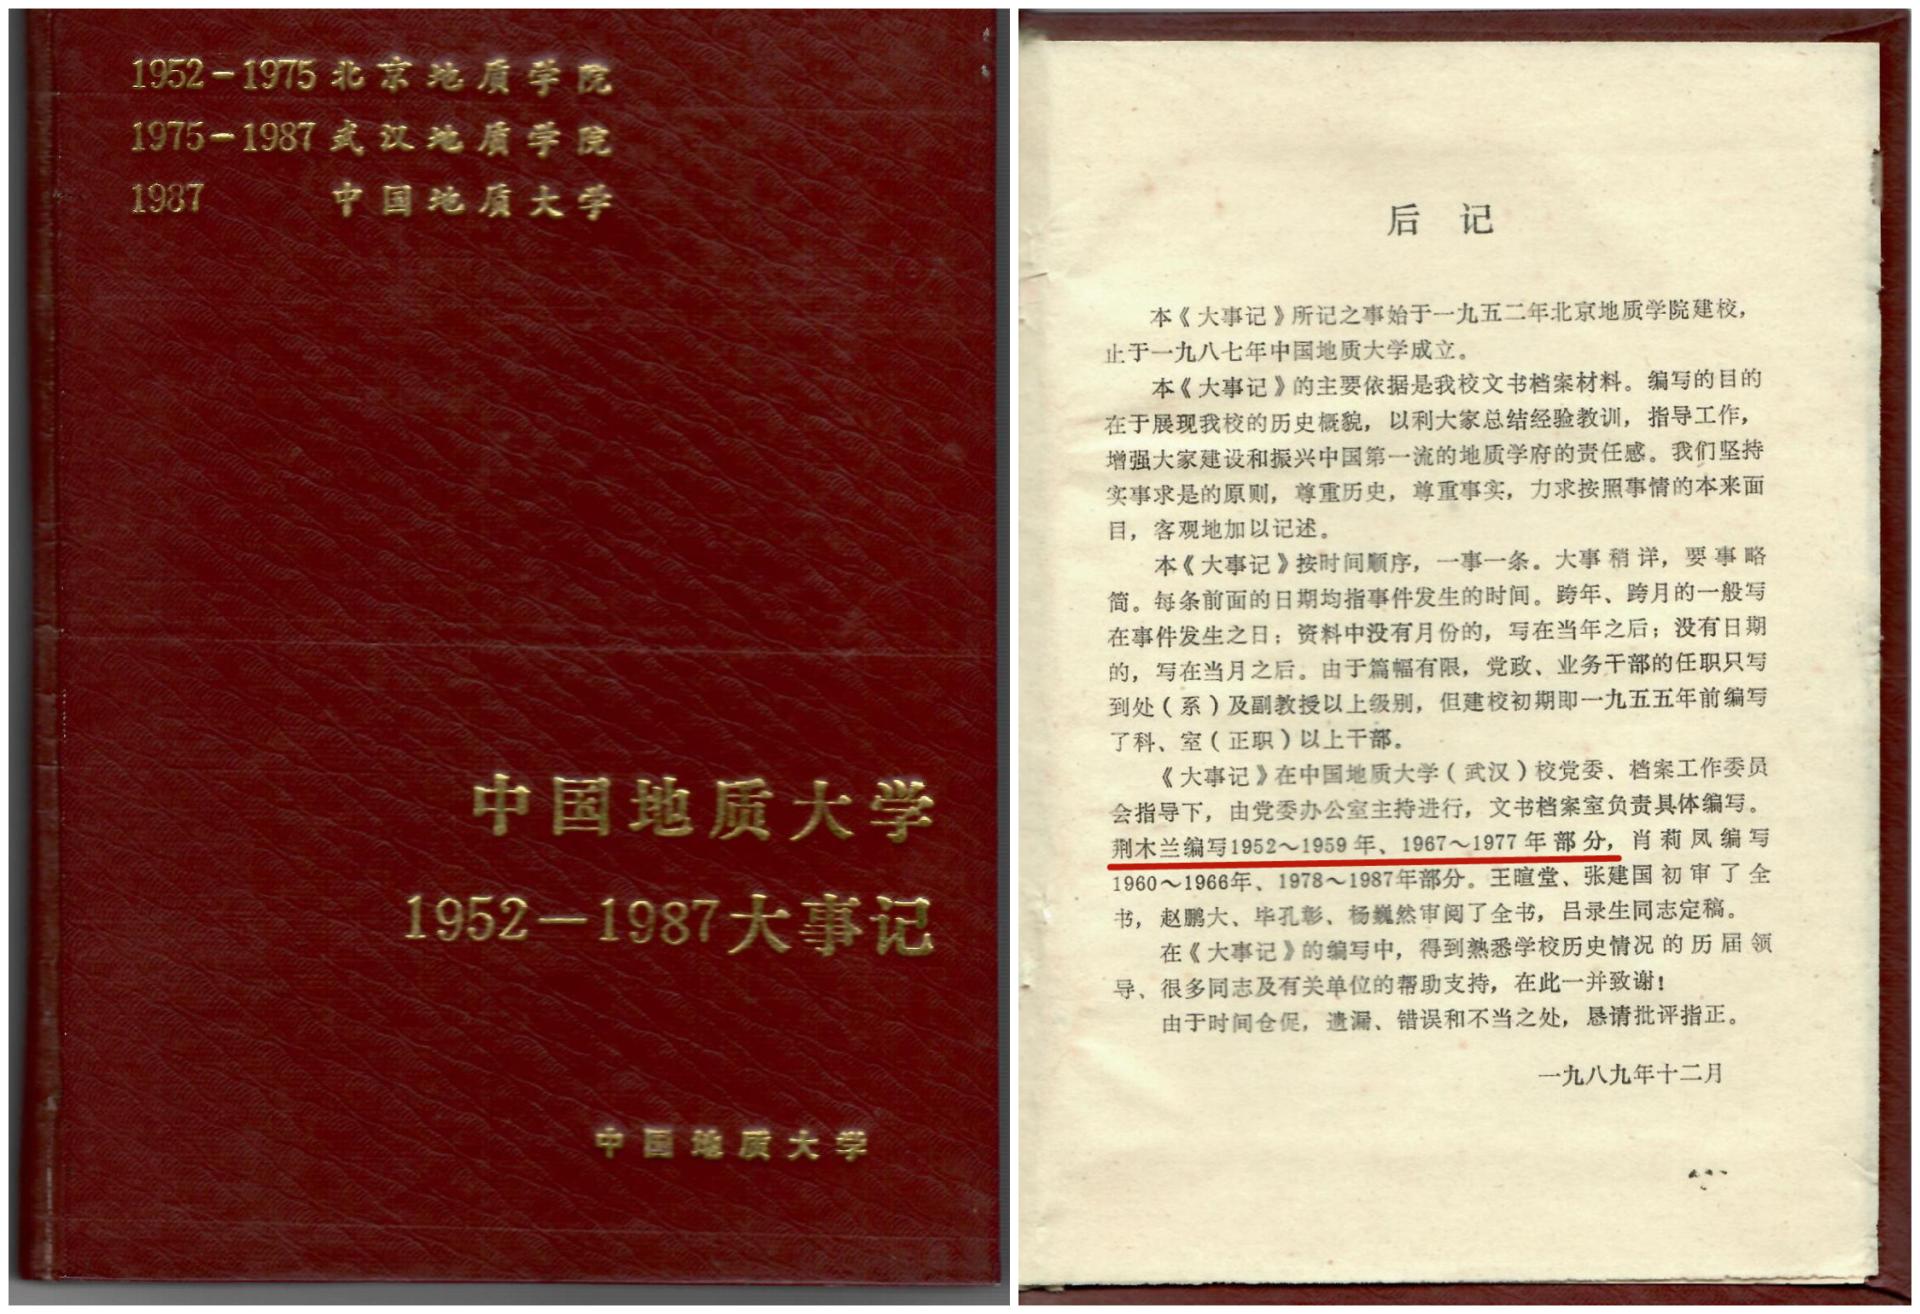 1952－1975 北京地质学院
1975－1987 武汉地质学院
1987 中国地质大学
中国地质大学
1952－1987大事记
中国地质大学
后记
本《大事记》所记之事始于一九五二年北京地质学院建校，
止于一九八七年中国地质大学成立。
本《大事记》的主要依据是我校文书档案材料。编写的目的
在于展现我校的历史概貌，以利大家总结经验教训，指导工作，
增强大家建设和振兴中国第一流的地质学府的责任感。我们坚持
实事求是的原则，尊重历史，尊重事实，力求按照事情的本来面
目，客观地加以记述。
本《大事记》按时间顺序，一事一条。大事稍详，要事略
简。每条前面的日期均指事件发生的时间。跨年、跨月的一般写
在事件发生之日；资料中没有月份的，写在当年之后；没有日期
的，写在当月之后。由于篇幅有限，党政、业务干部的任职只写
到处（系）及副教授以上级别，但建校初期即一九五五年前编写
了科、室（正职）以上干部。
《大事记》在中国地质大学（武汉）校党委、档案工作委员
会指导下，由党委办公室主持进行，文书档案室负责具体编写。
荆木兰编写1952～1959年、1967～1977年部分，肖莉凤编写
1960～1966年、1978～1987年部分。王暄堂、张建国初审了全
书，赵鹏大、毕孔彰、杨巍然审阅了全书，吕录生同志定稿。
在《大事记》的编写中，得到熟悉学校历史情况的历届领
导、很多同志及有关单位的帮助支持，在此一并致谢！
由于时间仓促，遗漏、错误和不当之处，恳请批评指正。
一九八九年十二月